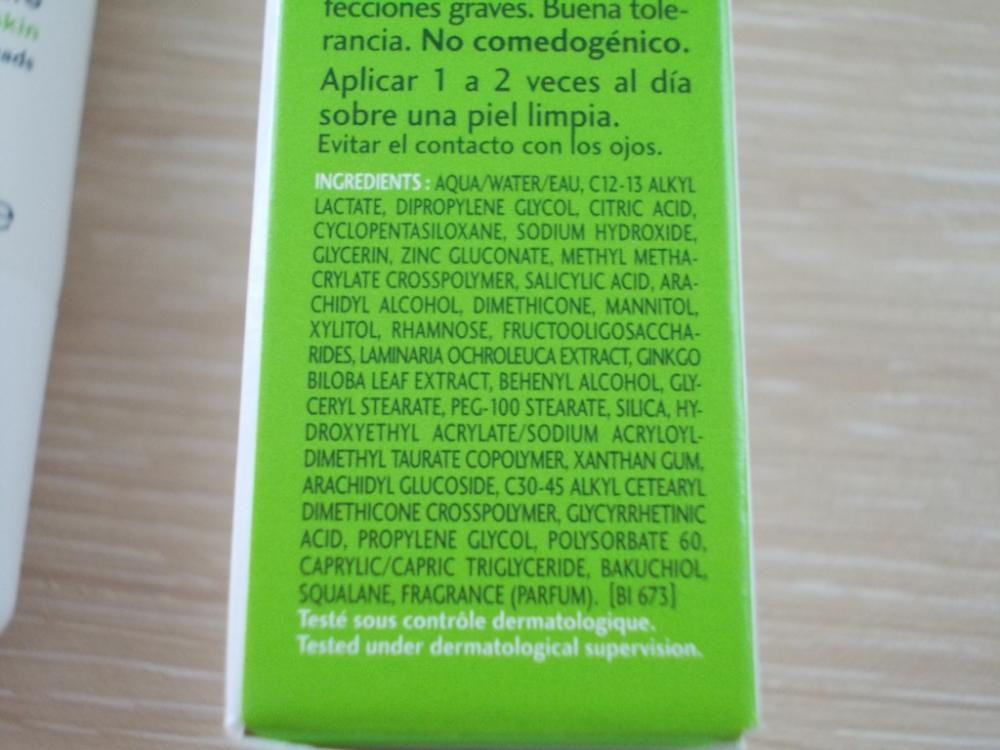 skin
ads
e
fecciones graves. Buena tole-
rancia. No comedogénico.
Aplicar 1 a 2 veces al día
sobre una piel limpia.
Evitar el contacto con los ojos.
INGREDIENTS : AQUA/WATER/EAU, C12-13 ALKYL
LACTATE, DIPROPYLENE GLYCOL, CITRIC ACID,
CYCLOPENTASILOXANE, SODIUM HYDROXIDE,
GLYCERIN, ZINC GLUCONATE, METHYL METHA-
CRYLATE CROSSPOLYMER, SALICYLIC ACID, ARA-
CHIDYL ALCOHOL, DIMETHICONE, MANNITOL,
XYLITOL, RHAMNOSE, FRUCTOOLIGOSACCHA-
RIDES, LAMINARIA OCHROLEUCA EXTRACT, GINKGO
BILOBA LEAF EXTRACT, BEHENYL ALCOHOL, GLY-
CERYL STEARATE, PEG-100 STEARATE, SILICA, HY-
DROXYETHYL ACRYLATE/SODIUM ACRYLOYL-
DIMETHYL TAURATE COPOLYMER, XANTHAN GUM,
ARACHIDYL GLUCOSIDE, C30-45 ALKYL CETEARYL
DIMETHICONE CROSSPOLYMER, GLYCYRRHETINIC
ACID, PROPYLENE GLYCOL, POLYSORBATE 60,
CAPRYLIC/CAPRIC TRIGLYCERIDE, BAKUCHIOL,
SQUALANE, FRAGRANCE (PARFUM). [BI 673]
Testé sous contrôle dermatologique.
Tested under dermatological supervision.